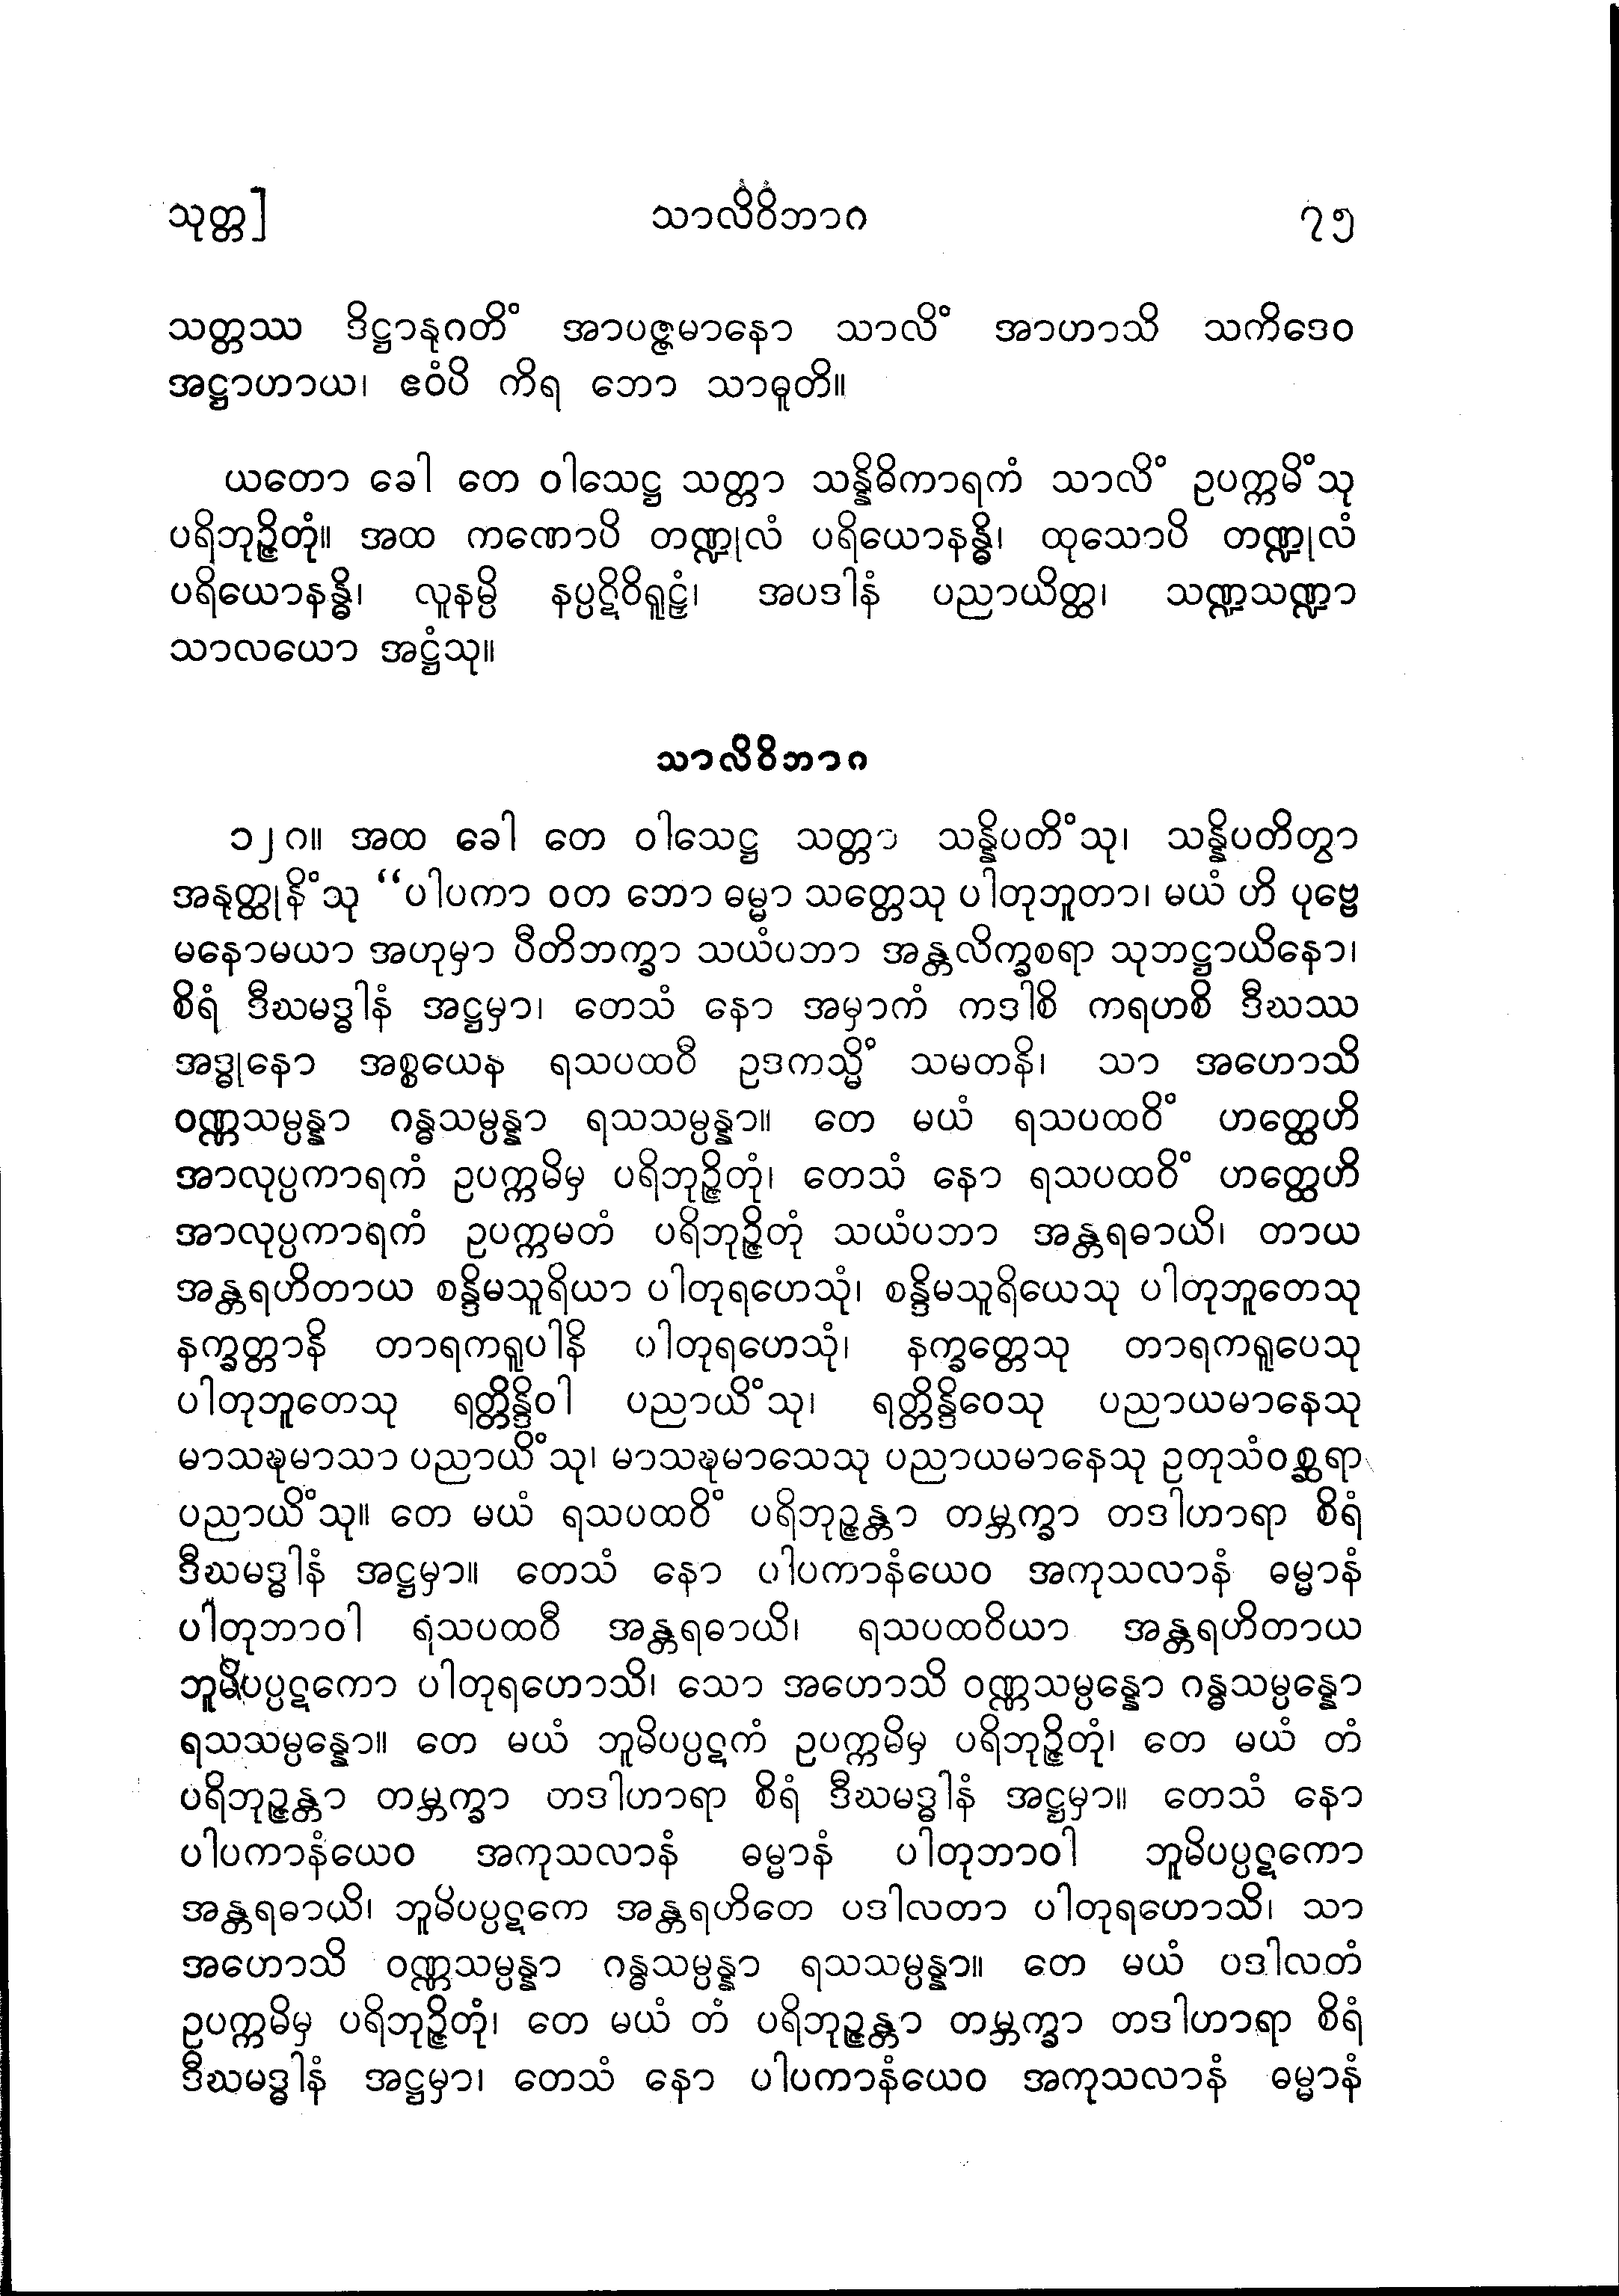 သုတ္တ]
သာလိဝိဘာဂ
၇၅
သတ္တဿ ဒိဋ္ဌာနုဂတိံ အာပဇ္ဇမာနော သာလိံ အာဟာသိ သကိဒေဝ
အဋ္ဌာဟာယ၊ ဧဝံပိ ကိရ ဘော သာဓူတိ။
ယတော ခေါ တေ ဝါသေဋ္ဌ သတ္တာ သန္နိဓိကာရကံ သာလိံ ဥပက္ကမိံသု
ပရိဘုဉ္ဇိတုံ။ အထ ကဏောပိ တဏ္ဍုလံ ပရိယောနန္ဓိ၊ ထုသောပိ တဏ္ဍုလံ
ပရိယောနန္ဓိ၊ လူနမ္ပိ နပ္ပဋိဝိရူဠှံ၊ အပဒါနံ ပညာယိတ္ထ၊ သဏ္ဍသဏ္ဍာ
သာလယော အဋ္ဌံသု။
သာလိဝိဘာဂ
၁၂၈။ အထ ခေါ တေ ဝါသေဋ္ဌ သတ္တာ သန္နိပတိံသု၊ သန္နိပတိတွာ
အနုတ္ထုနိံသု “ပါပကာ ဝတ ဘော ဓမ္မာ သတ္တေသု ပါတုဘူတာ၊ မယံ ဟိ ပုဗ္ဗေ
မနောမယာ အဟုမှာ ပီတိဘက္ခာ သယံပဘာ အန္တလိက္ခစရာ သုဘဋ္ဌာယိနော၊
စိရံ ဒီဃမဒ္ဓါနံ အဋ္ဌမှာ၊ တေသံ နော အမှာကံ ကဒါစိ ကရဟစိ ဒီဃဿ
အဒ္ဓုနော အစ္စယေန ရသပထဝီ ဥဒကသ္မိံ သမတနိ၊ သာ အဟောသိ
ဝဏ္ဏသမ္ပန္နာ ဂန္ဓသမ္ပန္နာ ရသသမ္ပန္နာ။ တေ မယံ ရသပထဝိံ ဟတ္ထေဟိ
အာလုပ္ပကာရကံ ဥပက္ကမိမှ ပရိဘုဉ္ဇိတုံ၊ တေသံ နော ရသပထဝိံ ဟတ္ထေဟိ
အာလုပ္ပကာရကံ ဥပက္ကမတံ ပရိဘုဉ္ဇိတုံ သယံပဘာ အန္တရဓာယိ၊ တာယ
အန္တရဟိတာယ စန္ဒိမသူရိယာ ပါတုရဟေသုံ၊ စန္ဒိမသူရိယေသု ပါတုဘူတေသု
နက္ခတ္တာနိ တာရကရူပါနိ ပါတုရဟေသုံ၊ နက္ခတ္တေသု တာရကရူပေသု
ပါတုဘူတေသု ရတ္တိန္ဒိဝါ ပညာယိံသု၊ ရတ္တိန္ဒိဝေသု ပညာယမာနေသု
မာသဍ္ဎမာသာ ပညာယိံသု၊ မာသဍ္ဎမာသေသု ပညာယမာနေသု ဥတုသံဝစ္ဆရာ
ပညာယိံသု။ တေ မယံ ရသပထဝိံ ပရိဘုဉ္ဇန္တာ တမ္ဘက္ခာ တဒါဟာရာ စိရံ
ဒီဃမဒ္ဓါနံ အဋ္ဌမှာ။ တေသံ နော ပါပကာနံယေဝ အကုသလာနံ ဓမ္မာနံ
ပါတုဘာဝါ ရသပထဝီ အန္တရဓာယိ၊ ရသပထဝိယာ အန္တရဟိတာယ
ဘူမိပပ္ပဋကော ပါတုရဟောသိ၊ သော အဟောသိ ဝဏ္ဏသမ္ပန္နော ဂန္ဓသမ္ပန္နော
ရသသမ္ပန္နော။ တေ မယံ ဘူမိပပ္ပဋကံ ဥပက္ကမိမှ ပရိဘုဉ္ဇိတုံ၊ တေ မယံ တံ
ပရိဘုဉ္ဇန္တာ တမ္ဘက္ခာ တဒါဟာရာ စိရံ ဒီဃမဒ္ဓါနံ အဋ္ဌမှာ။ တေသံ နော
ပါပကာနံယေဝ အကုသလာနံ ဓမ္မာနံ ပါတုဘာဝါ ဘူမိပပ္ပဋကော
အန္တရဓာယိ၊ ဘူမိပပ္ပဋကေ အန္တရဟိတေ ပဒါလတာ ပါတုရဟောသိ၊ သာ
အဟောသိ ဝဏ္ဏသမ္ပန္နာ ဂန္ဓသမ္ပန္နာ ရသသမ္ပန္နာ။ တေ မယံ ပဒါလတံ
ဥပက္ကမိမှ ပရိဘုဉ္ဇိတုံ၊ တေ မယံ တံ ပရိဘုဉ္ဇန္တာ တမ္ဘက္ခာ တဒါဟာရာ စိရံ
ဒီဃမဒ္ဓါနံ အဋ္ဌမှာ၊ တေသံ နော ပါပကာနံယေဝ အကုသလာနံ ဓမ္မာနံ